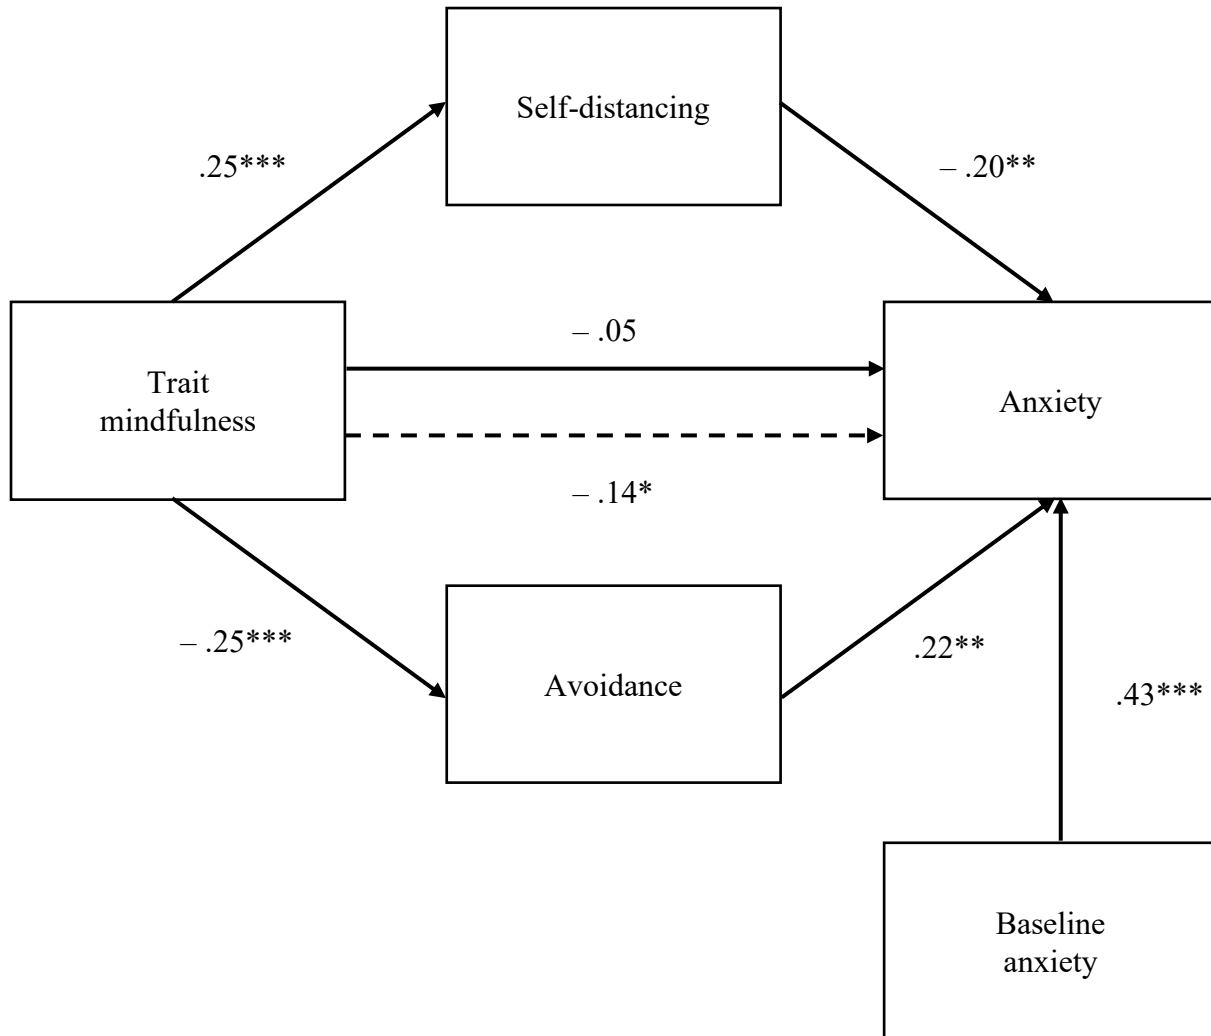 Self-distancing
.25***
– .20**
– .05
Trait
mindfulness
Anxiety
– .14*
– .25***
.22**
Avoidance
.43***
Baseline
anxiety